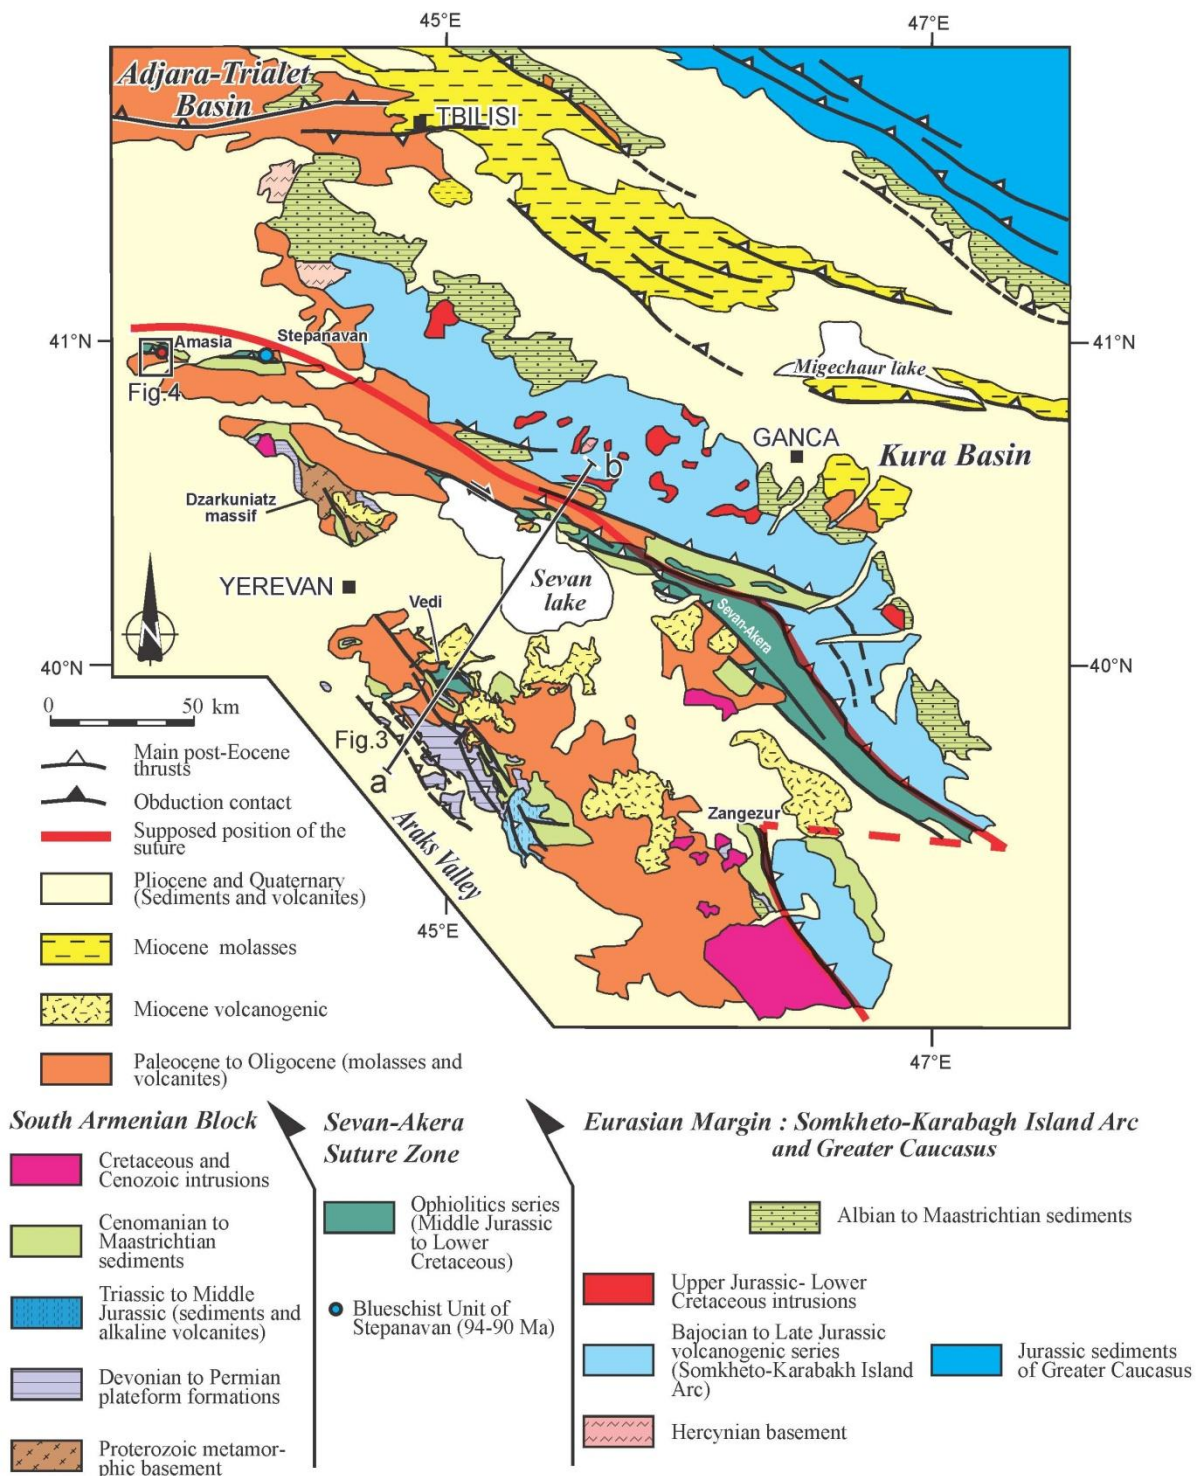 45°E
47°E
Adjara-Trialet
Basin
TBILISI
41°N
Amasia
Stepanavan
Fig.4
41°N
Migechaur lake
GANCA
Kura Basin
b
Dzarkuniatz
massif
YEREVAN
Sevan
lake
Vedi
Sevan-Akera
N
40°N
40°N
0 50 km
Fig.3
a
Araks Valley
Zangezur
45°E
47°E
Main post-Eocene
thrusts
Obduction contact
Supposed position of the
suture
Pliocene and Quaternary
(Sediments and volcanites)
Miocene molasses
Miocene volcanogenic
Paleocene to Oligocene (molasses and
volcanites)
South Armenian Block
Cretaceous and
Cenozoic intrusions
Cenomanian to
Maastrichtian
sediments
Triassic to Middle
Jurassic (sediments and
alkaline volcanites)
Devonian to Permian
plateform formations
Proterozoic metamor-
phic basement
Sevan-Akera
Suture Zone
Ophiolitics series
(Middle Jurassic
to Lower
Cretaceous)
Blueschist Unit of
Stepanavan (94-90 Ma)
Eurasian Margin : Somkheto-Karabagh Island Arc
and Greater Caucasus
Albian to Maastrichtian sediments
Upper Jurassic- Lower
Cretaceous intrusions
Bajocian to Late Jurassic
volcanogenic series
(Somkheto-Karabakh Island
Arc)
Jurassic sediments
of Greater Caucasus
Hercynian basement